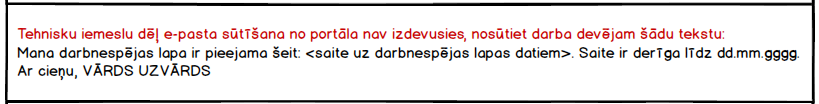 Tehnisku iemeslu dēļ e-pasta sūtīšana no portāla nav izdevusies, nosūtiet darba devējam šādu tekstu:
Mana darbnespējas lapa ir pieejama šeit: <saite uz darbnespējas lapas datiem>. Saite ir derīga līdz dd.mm.gggg.
Ar cieņu, VĀRDS UZVĀRDS